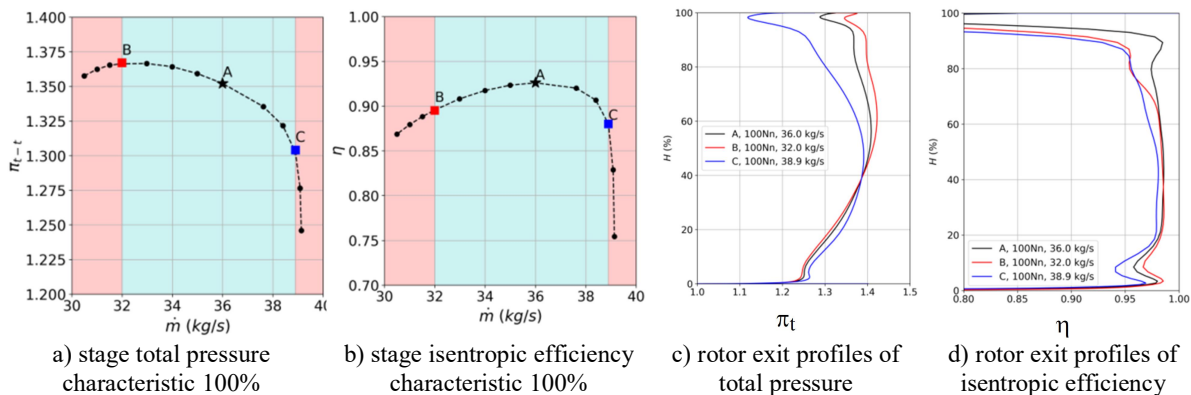 1.400
1.375
1.350
1.325
1.300
1.275
1.250
1.225
1.200
π t−t
B
A
C
30 32 34 36 38 40
ṁ (kg/s)
a) stage total pressure
characteristic 100%
1.00
0.95
0.90
0.85
0.80
0.75
0.70
η
B
A
C
30 32 34 36 38 40
ṁ (kg/s)
b) stage isentropic efficiency
characteristic 100%
100
80
60
40
20
0
H (%)
A, 100Nn, 36.0 kg/s
B, 100Nn, 32.0 kg/s
C, 100Nn, 38.9 kg/s
1.0 1.1 1.2 1.3 1.4 1.5
πt
c) rotor exit profiles of
total pressure
100
80
60
40
20
0
H (%)
A, 100Nn, 36.0 kg/s
B, 100Nn, 32.0 kg/s
C, 100Nn, 38.9 kg/s
0.80 0.85 0.90 0.95 1.00
η
d) rotor exit profiles of
isentropic efficiency